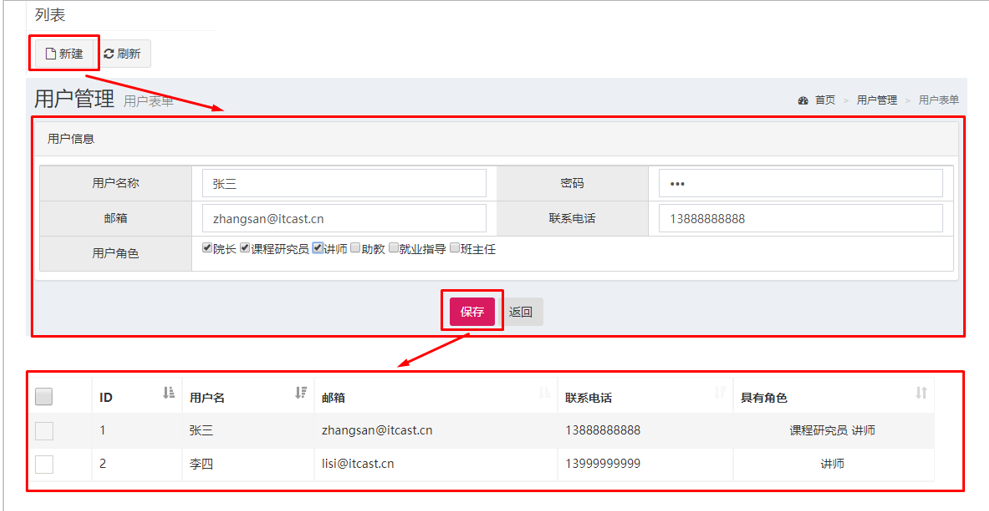 列表
新建 刷新
用户管理 用户表单 首页 > 用户管理 > 用户表单
用户信息
用户名称 张三 密码 •••
邮箱 zhangsan@itcast.cn 联系电话 13888888888
用户角色 院长 课程研究员 讲师 助教 就业指导 班主任
保存 返回
ID 用户名 邮箱 联系电话 具有角色
1 张三 zhangsan@itcast.cn 13888888888 课程研究员 讲师
2 李四 lisi@itcast.cn 13999999999 讲师